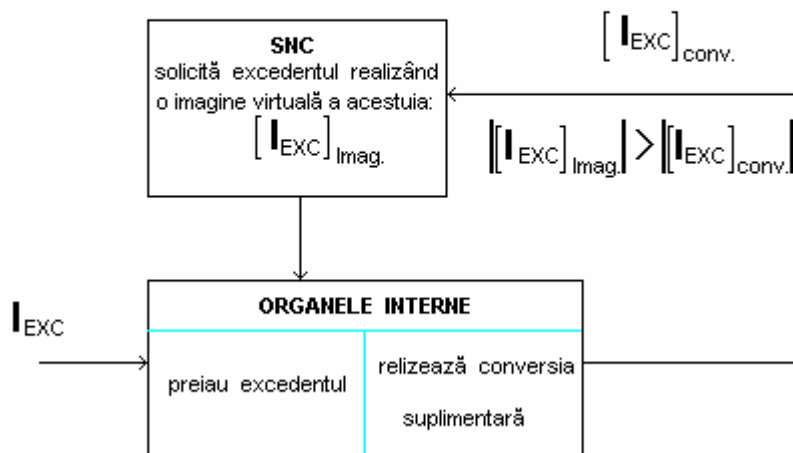 SNC
solicită excedentul realizând
o imagine virtuală a acestuia:
[ I EXC ] Imag.
[ I EXC ] conv.
|[ I EXC ] Imag.| > |[ I EXC ] conv.|
I EXC
ORGANELE INTERNE
preiau excedentul
relizează conversia
suplimentară